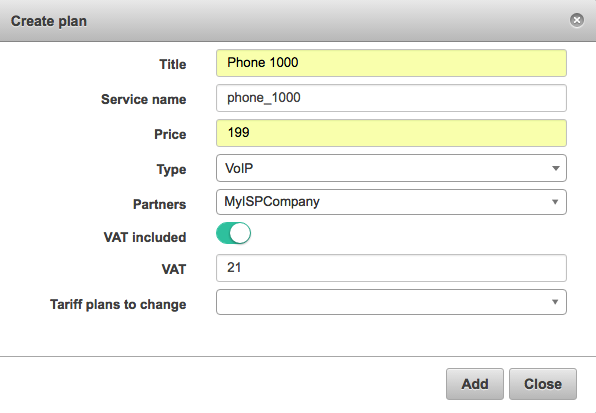 Create plan
Title Phone 1000
Service name phone_1000
Price 199
Type VoIP
Partners MyISPCompany
VAT included
VAT 21
Tariff plans to change
Add Close